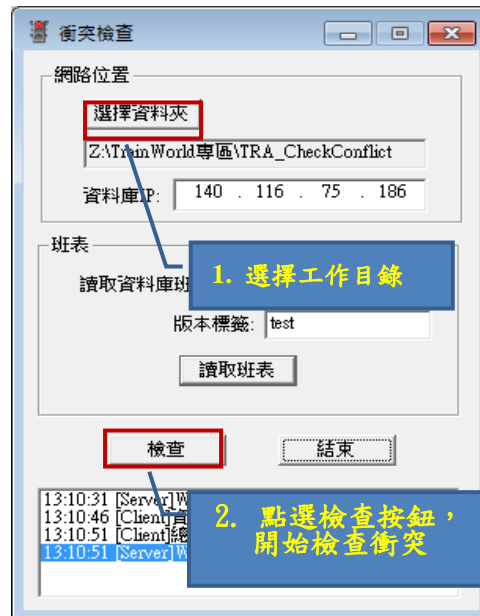 衝突檢查
網路位置
選擇資料夾
Z:\TrainWorld專區\TRA_CheckConflict
資料庫IP: 140 . 116 . 75 . 186
班表
讀取資料庫班
1. 選擇工作目錄
版本標籤: test
讀取班表
檢查
結束
13:10:31 [Server]W
13:10:46 [Client]資
13:10:51 [Client]總
13:10:51 [Server]W
2. 點選檢查按鈕，
開始檢查衝突